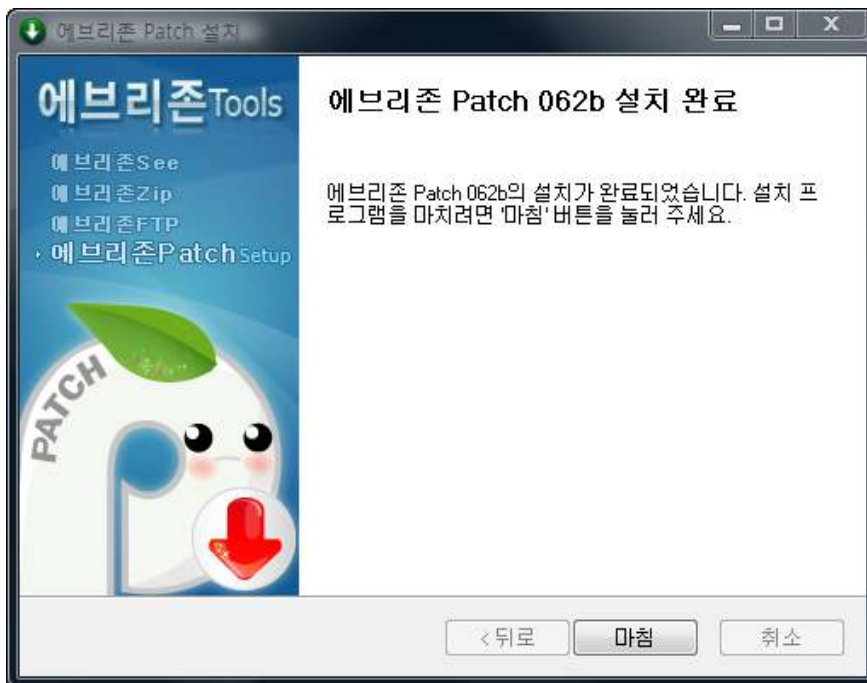 에브리존 Patch 설치
에브리존Tools
에브리존See
에브리존Zip
에브리존FTP
에브리존Patch Setup
PATCH
에브리존 Patch 062b 설치 완료
에브리존 Patch 062b의 설치가 완료되었습니다. 설치 프
로그램을 마치려면 '마침' 버튼을 눌러 주세요.
< 뒤로
마침
취소